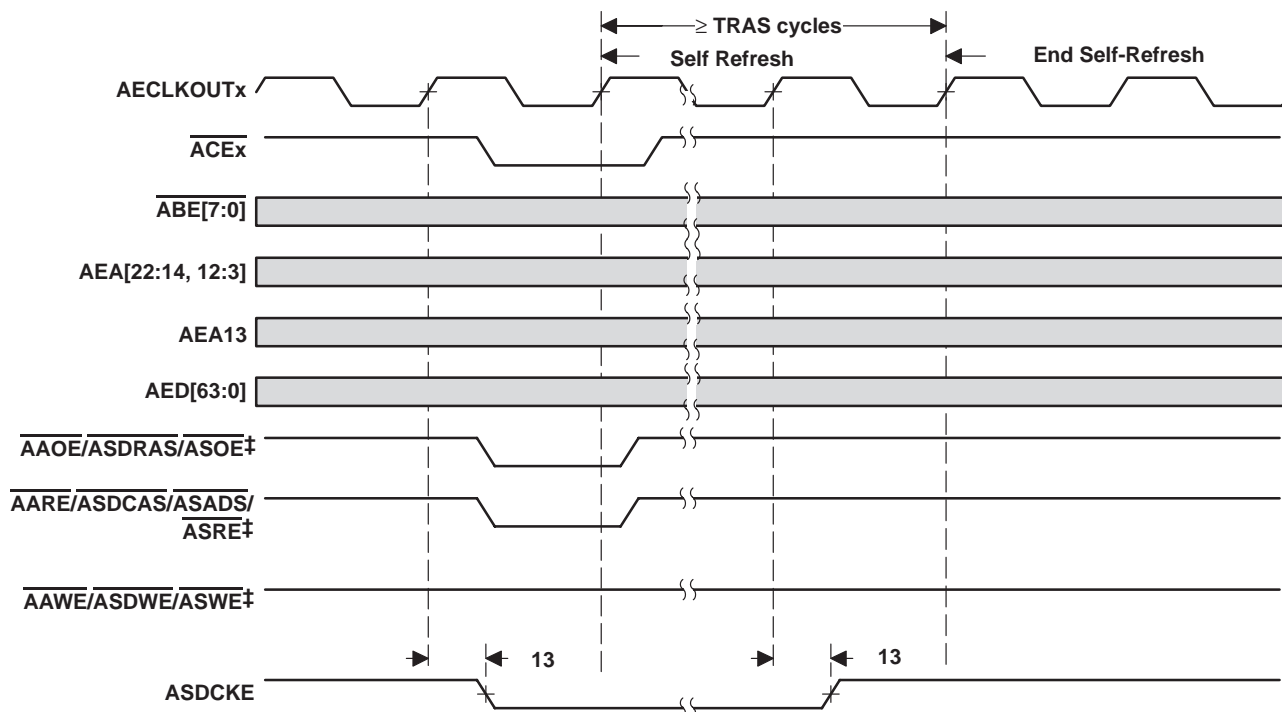 ≥ TRAS cycles
Self Refresh
End Self-Refresh
AECLKOUTx
ACEx
ABE[7:0]
AEA[22:14, 12:3]
AEA13
AED[63:0]
AAOE/ASDRAS/ASOE‡
AARE/ASDCAS/ASADS/
ASRE‡
AAWE/ASDWE/ASWE‡
13
13
ASDCKE